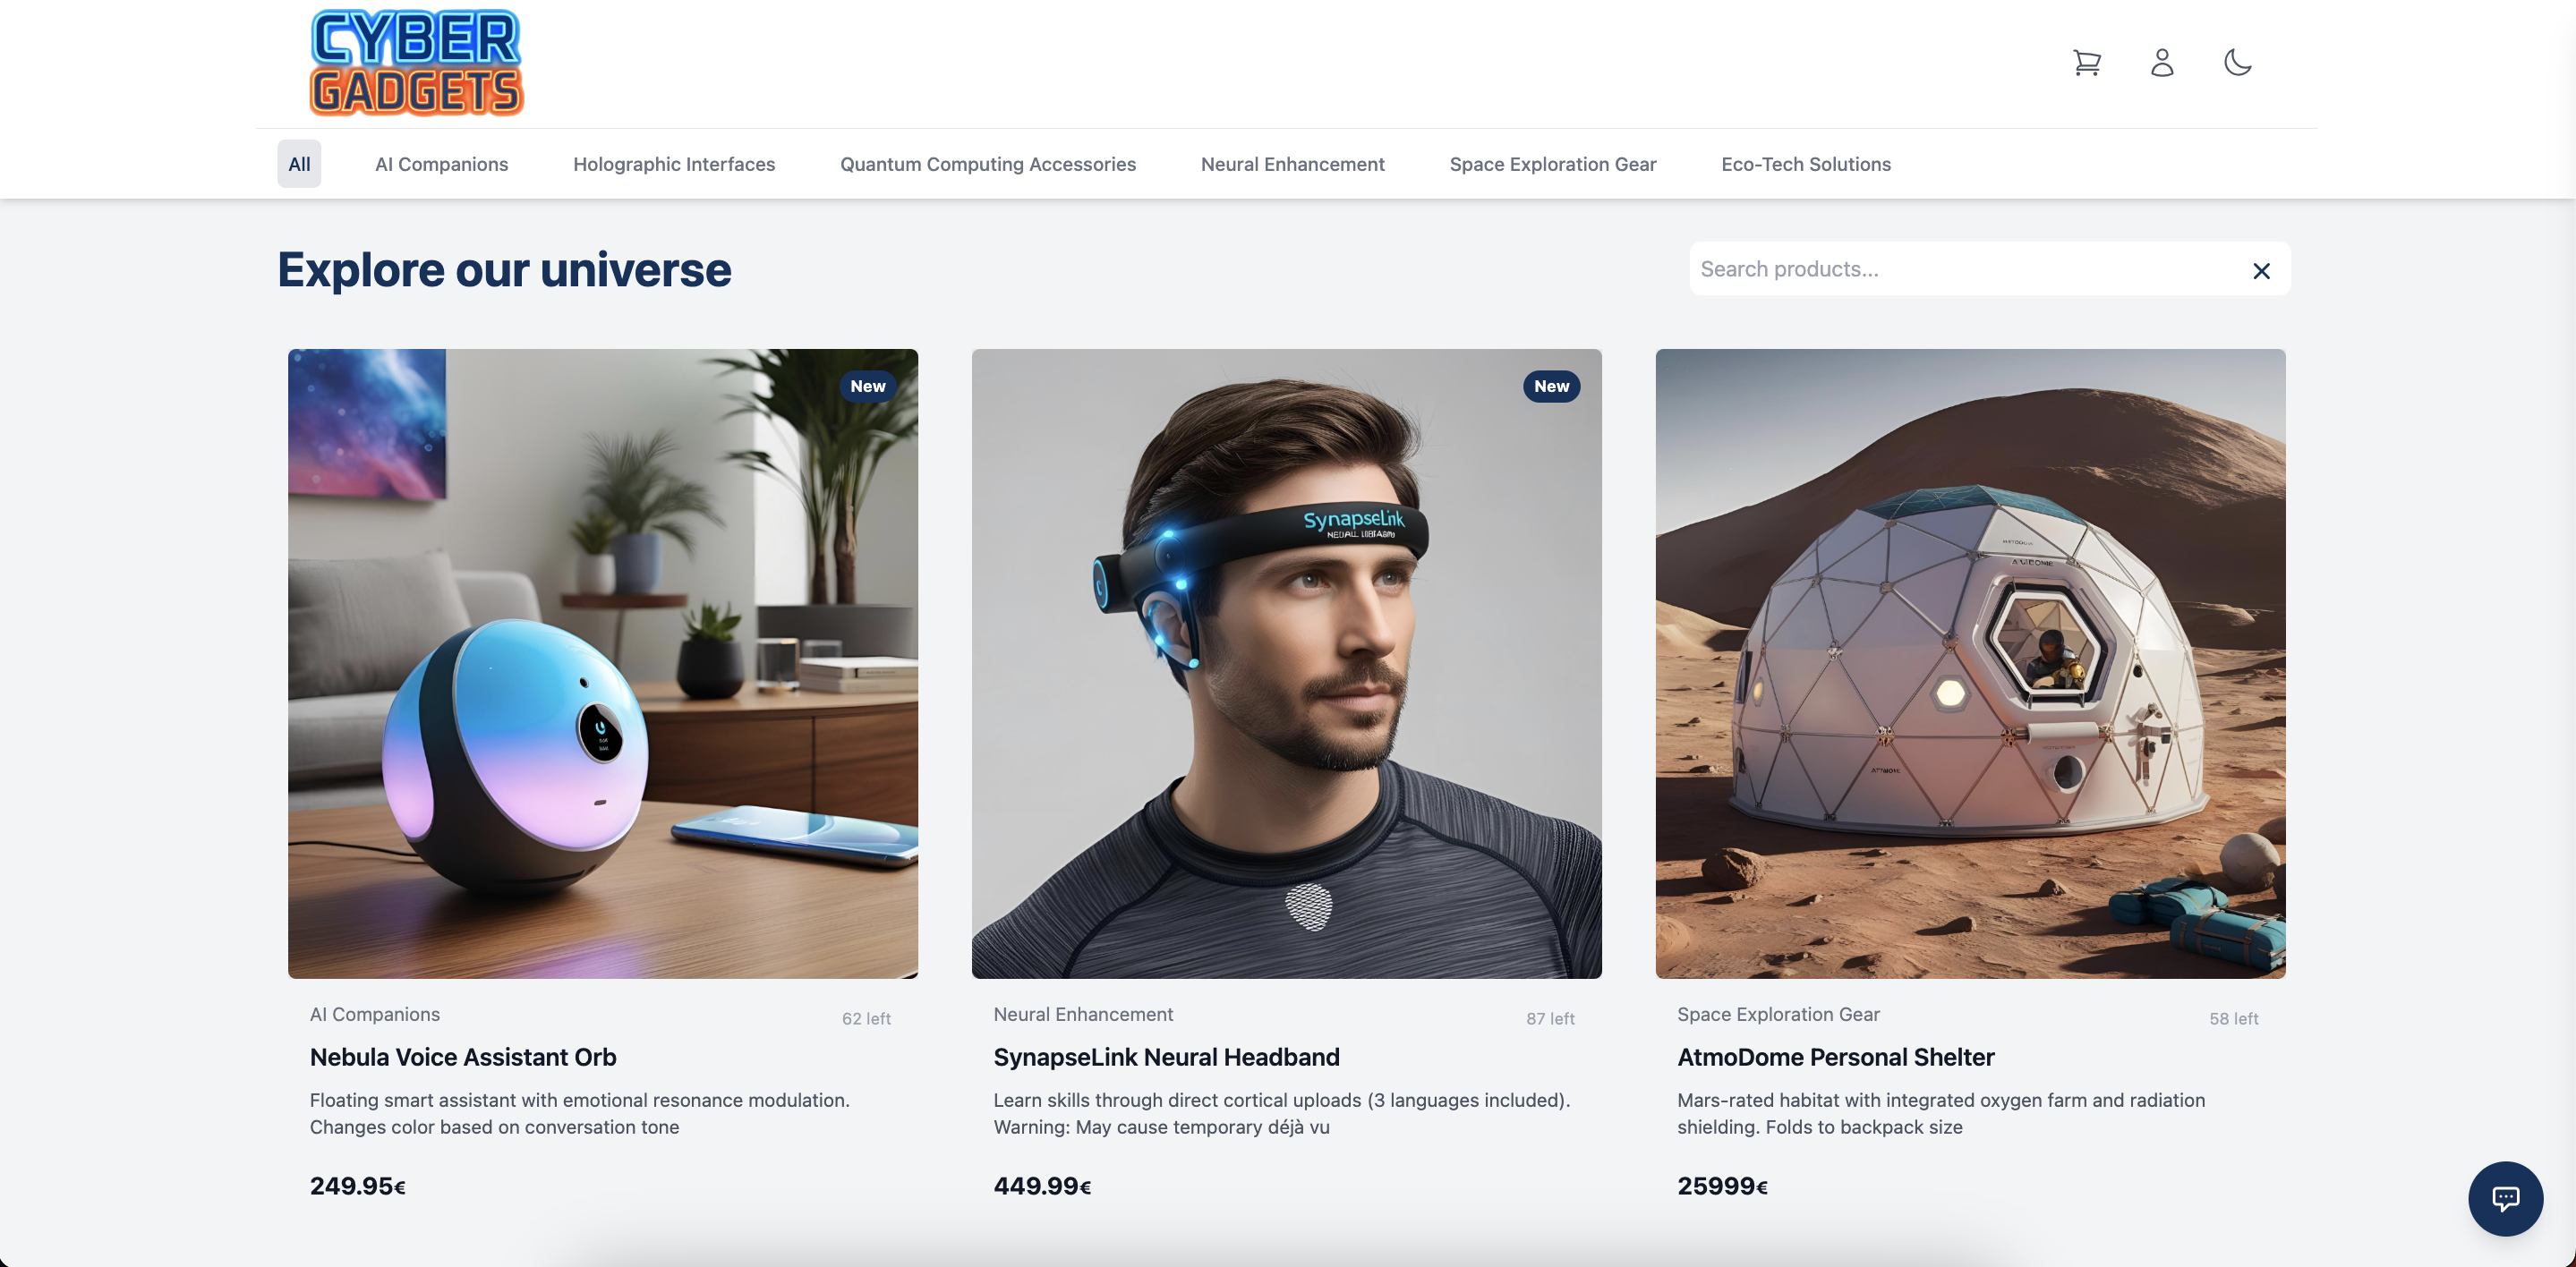 CYBER
GADGETS
All AI Companions Holographic Interfaces Quantum Computing Accessories Neural Enhancement Space Exploration Gear Eco-Tech Solutions
Explore our universe
Search products...
New
New
SynapseLink
AI Companions
62 left
Nebula Voice Assistant Orb
Floating smart assistant with emotional resonance modulation.
Changes color based on conversation tone
249.95€
Neural Enhancement
87 left
SynapseLink Neural Headband
Learn skills through direct cortical uploads (3 languages included).
Warning: May cause temporary déjà vu
449.99€
Space Exploration Gear
58 left
AtmoDome Personal Shelter
Mars-rated habitat with integrated oxygen farm and radiation
shielding. Folds to backpack size
25999€